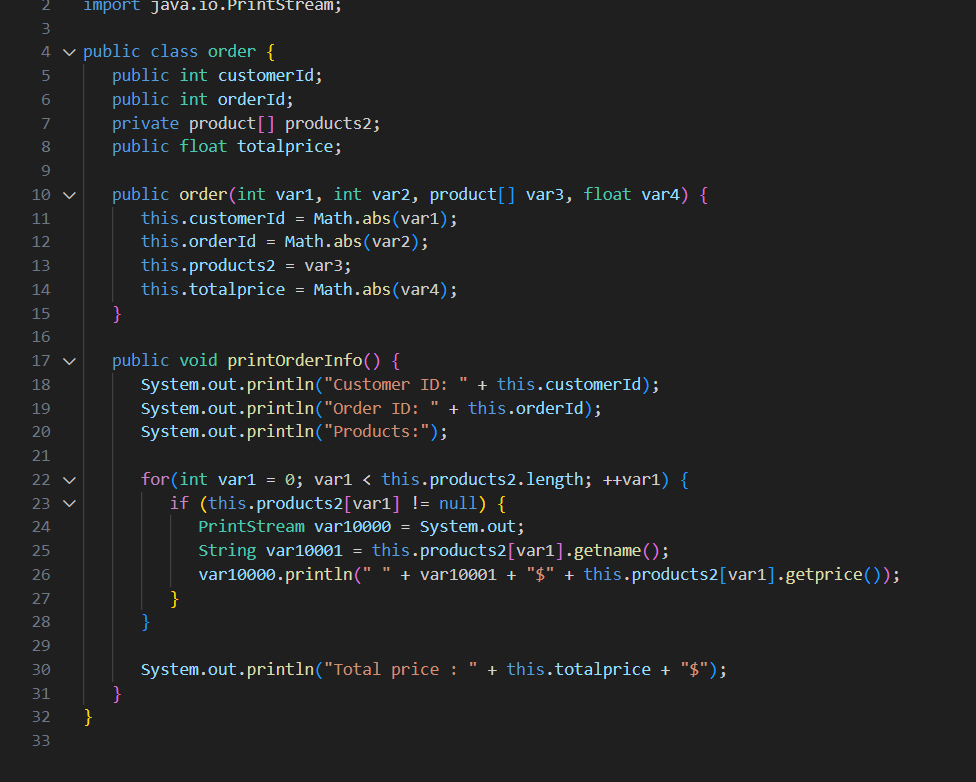 2 import java.io.PrintStream;
3
4 public class order {
5 public int customerId;
6 public int orderId;
7 private product[] products2;
8 public float totalprice;
9
10 public order(int var1, int var2, product[] var3, float var4) {
11 this.customerId = Math.abs(var1);
12 this.orderId = Math.abs(var2);
13 this.products2 = var3;
14 this.totalprice = Math.abs(var4);
15 }
16
17 public void printOrderInfo() {
18 System.out.println("Customer ID: " + this.customerId);
19 System.out.println("Order ID: " + this.orderId);
20 System.out.println("Products:");
21
22 for(int var1 = 0; var1 < this.products2.length; ++var1) {
23 if (this.products2[var1] != null) {
24 PrintStream var10000 = System.out;
25 String var10001 = this.products2[var1].getname();
26 var10000.println(" " + var10001 + "$" + this.products2[var1].getprice());
27 }
28 }
29
30 System.out.println("Total price : " + this.totalprice + "$");
31 }
32 }
33